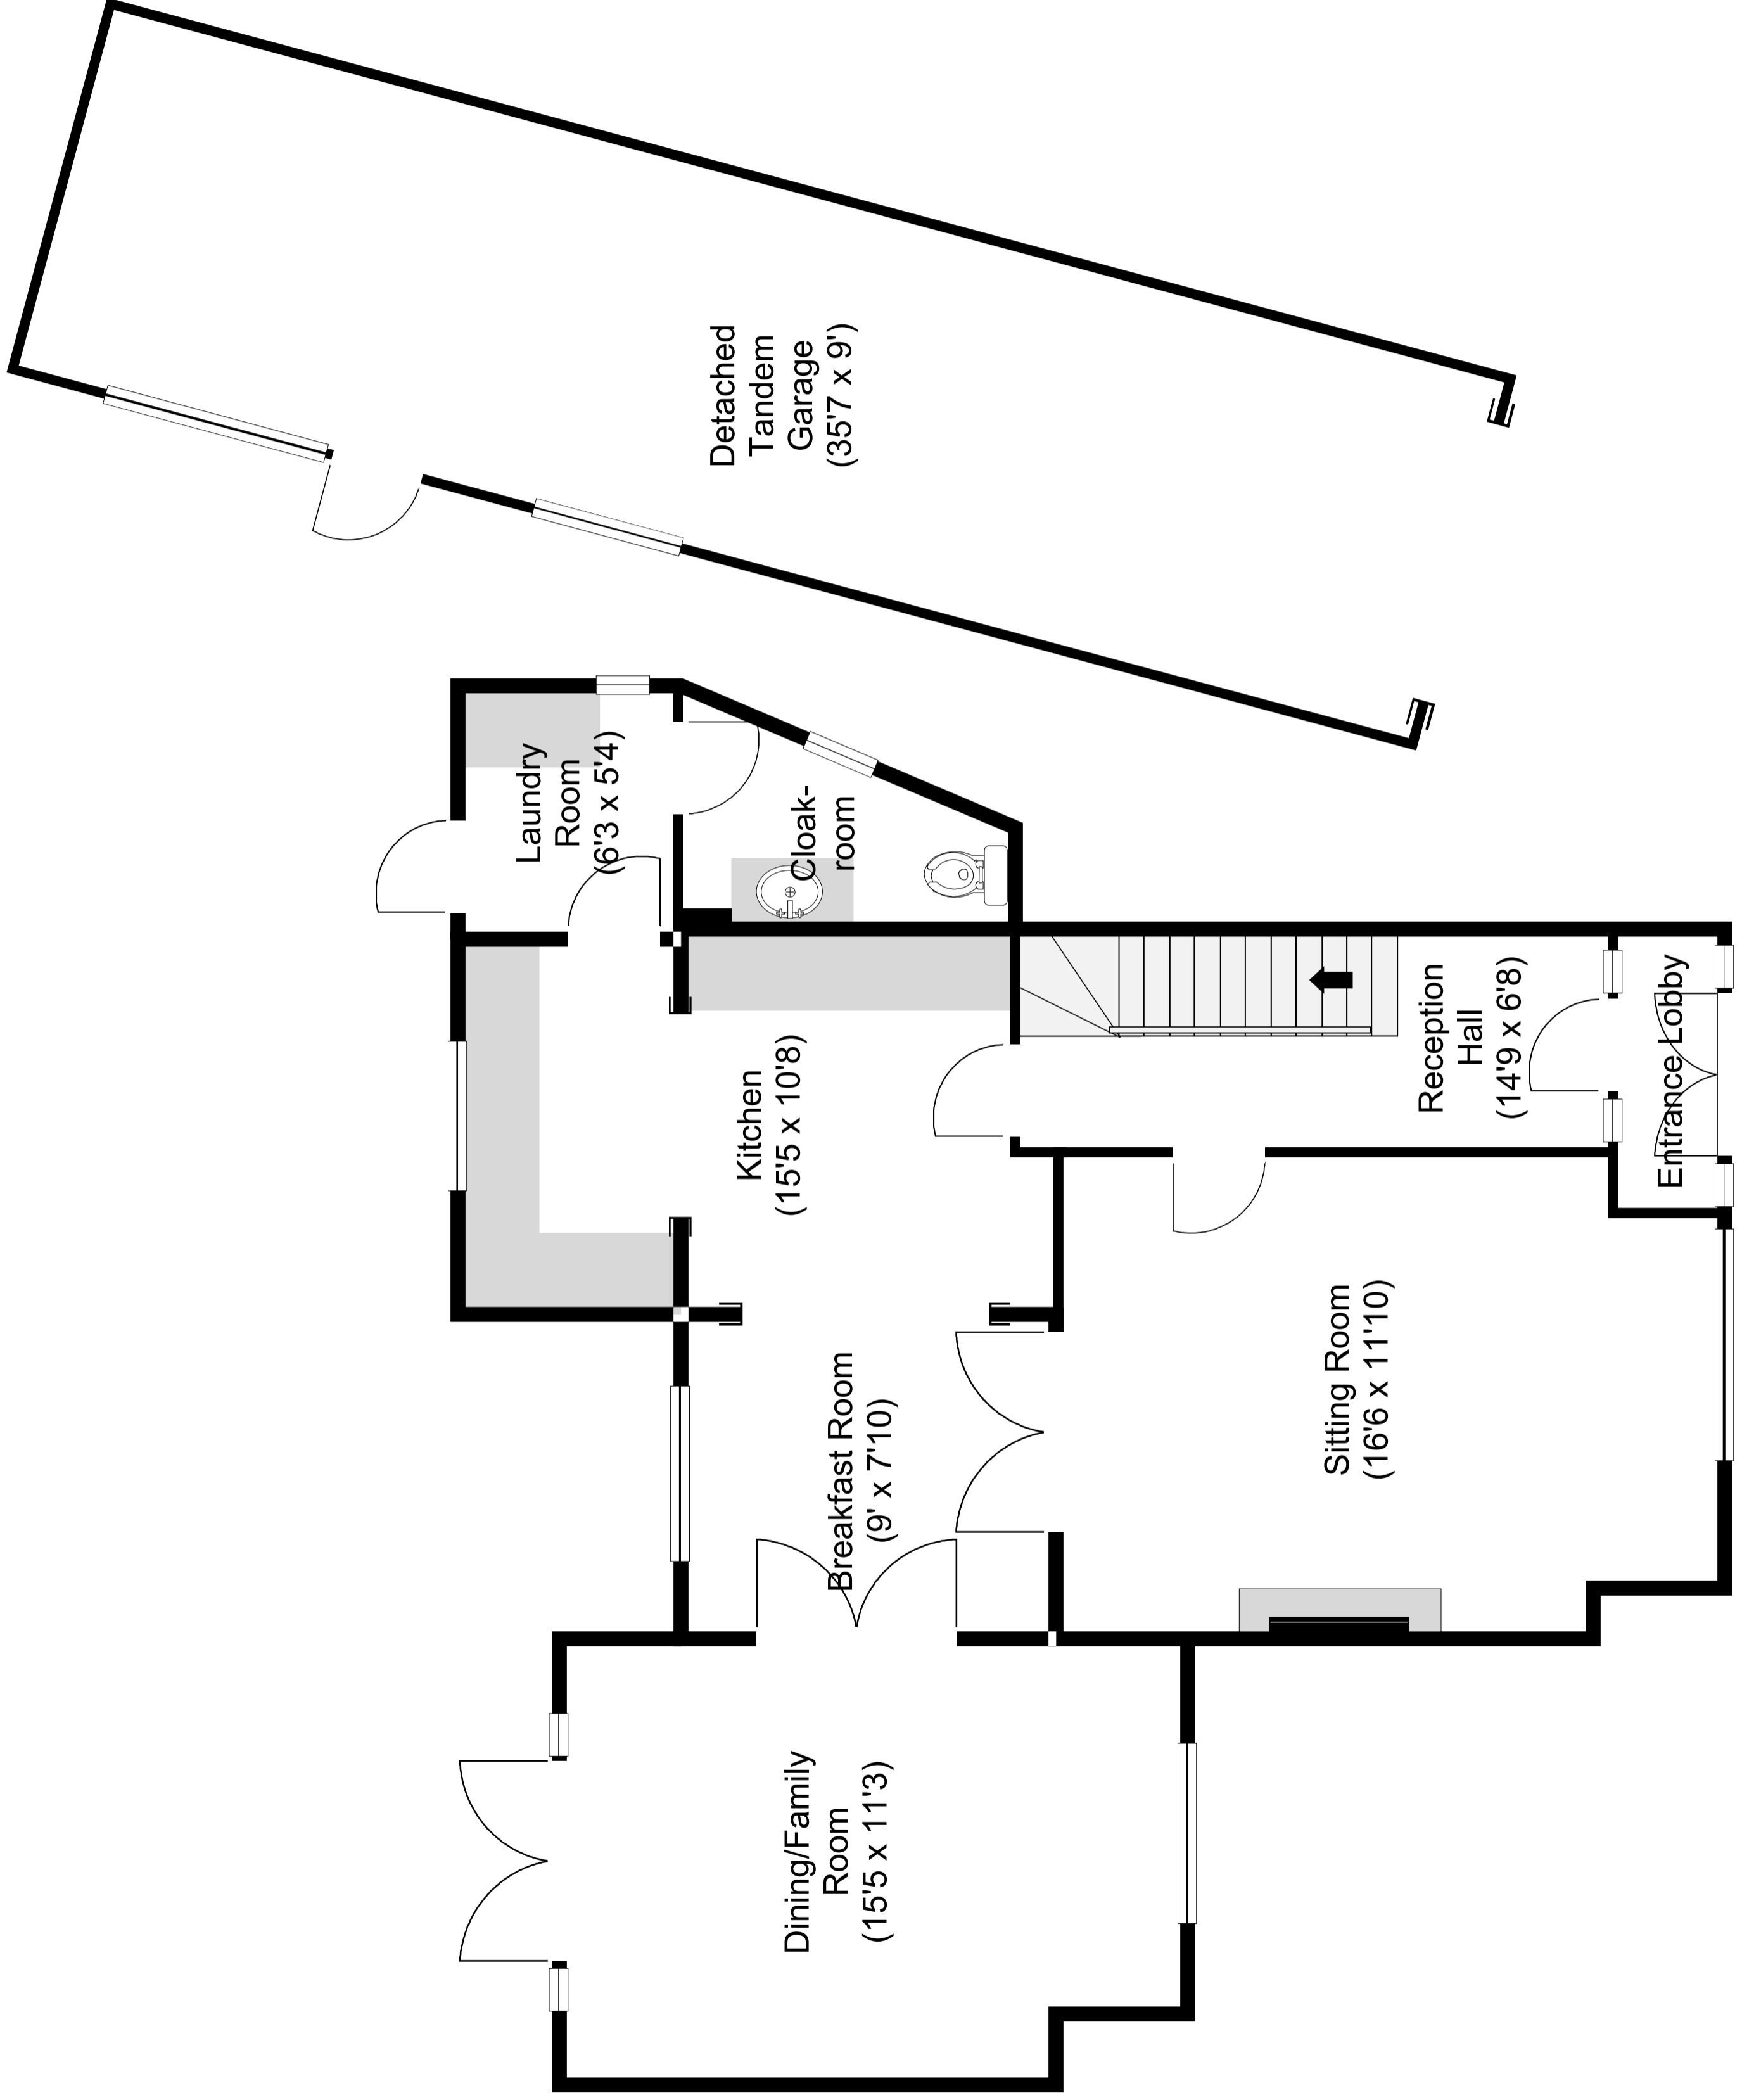 Detached
Tandem
Garage
(35'7 x 9')
Laundry
Room
(6'3 x 5'4)
Cloak-
room
Kitchen
(15'5 x 10'8)
Reception
Hall
(14'9 x 6'8)
Entrance Lobby
Breakfast Room
(9' x 7'10)
Sitting Room
(16'6 x 11'10)
Dining/Family
Room
(15'5 x 11'3)